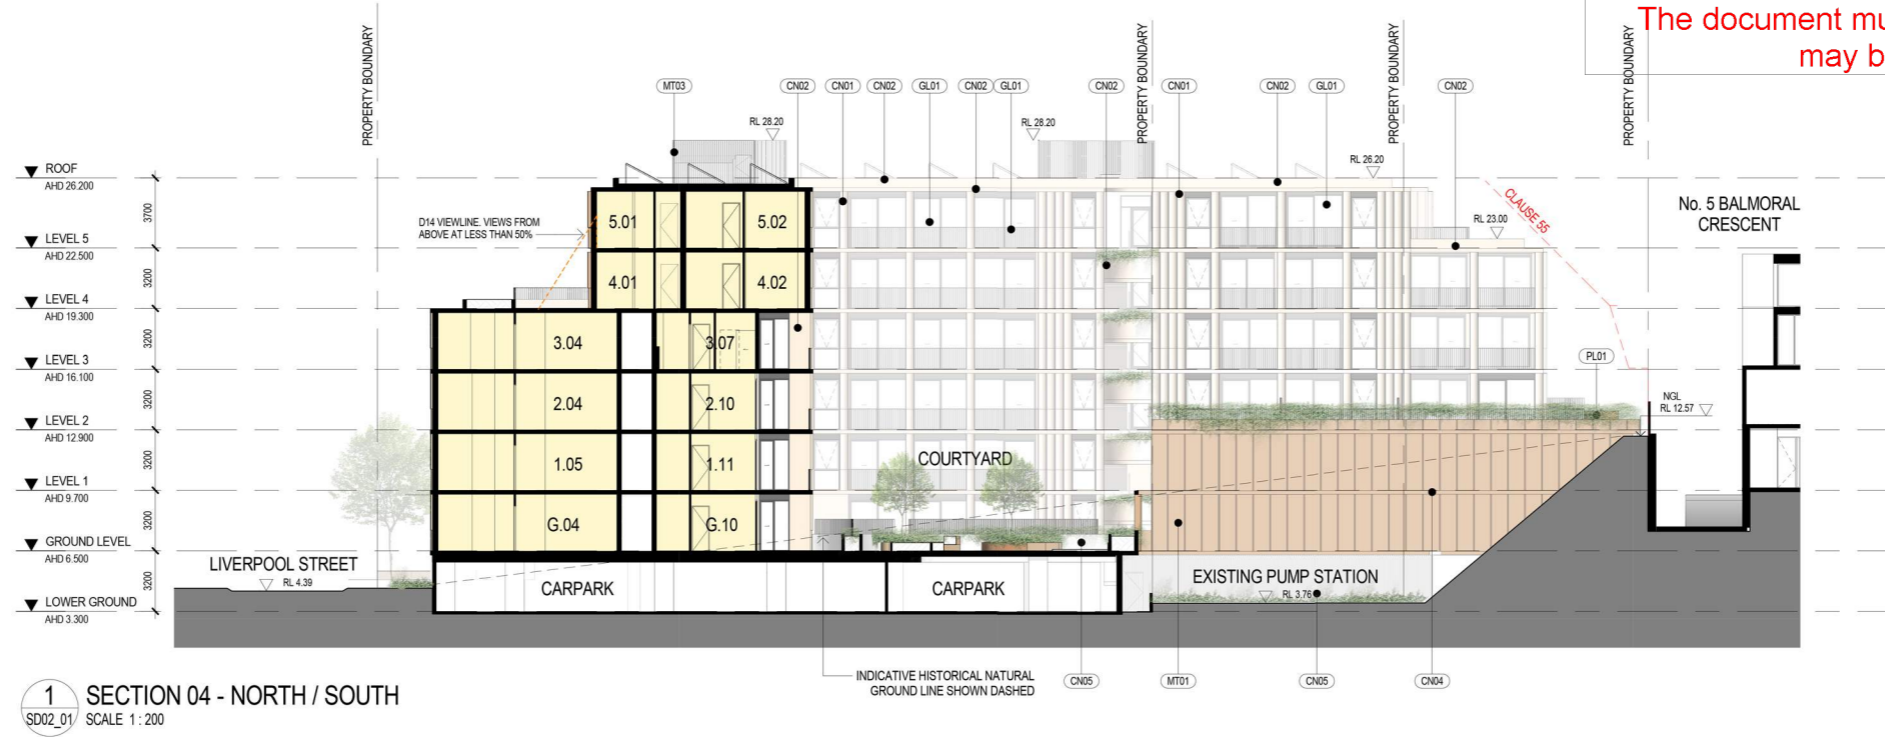 The document mu
may b
PROPERTY BOUNDARY
PROPERTY BOUNDARY
PROPERTY BOUNDARY
PROPERTY BOUNDARY
MT03
CN02
CN01
CN02
GL01
CN02
GL01
CN02
CN01
CN02
GL01
CN02
RL 28.20
RL 28.20
RL 26.20
RL 23.00
CLAUSE 55
No. 5 BALMORAL
CRESCENT
ROOF
AHD 26.200
3700
LEVEL 5
AHD 22.500
3200
LEVEL 4
AHD 19.300
3200
LEVEL 3
AHD 16.100
3200
LEVEL 2
AHD 12.900
3200
LEVEL 1
AHD 9.700
3200
GROUND LEVEL
AHD 6.500
3200
LOWER GROUND
AHD 3.300
D14 VIEWLINE. VIEWS FROM
ABOVE AT LESS THAN 50%
5.01
5.02
4.01
4.02
3.04
3.07
2.04
2.10
1.05
1.11
G.04
G.10
COURTYARD
PL01
NGL
RL 12.57
LIVERPOOL STREET
RL 4.39
CARPARK
CARPARK
EXISTING PUMP STATION
RL 3.76
INDICATIVE HISTORICAL NATURAL
GROUND LINE SHOWN DASHED
CN05
MT01
CN05
CN04
1
SD02_01
SECTION 04 - NORTH / SOUTH
SCALE 1 : 200